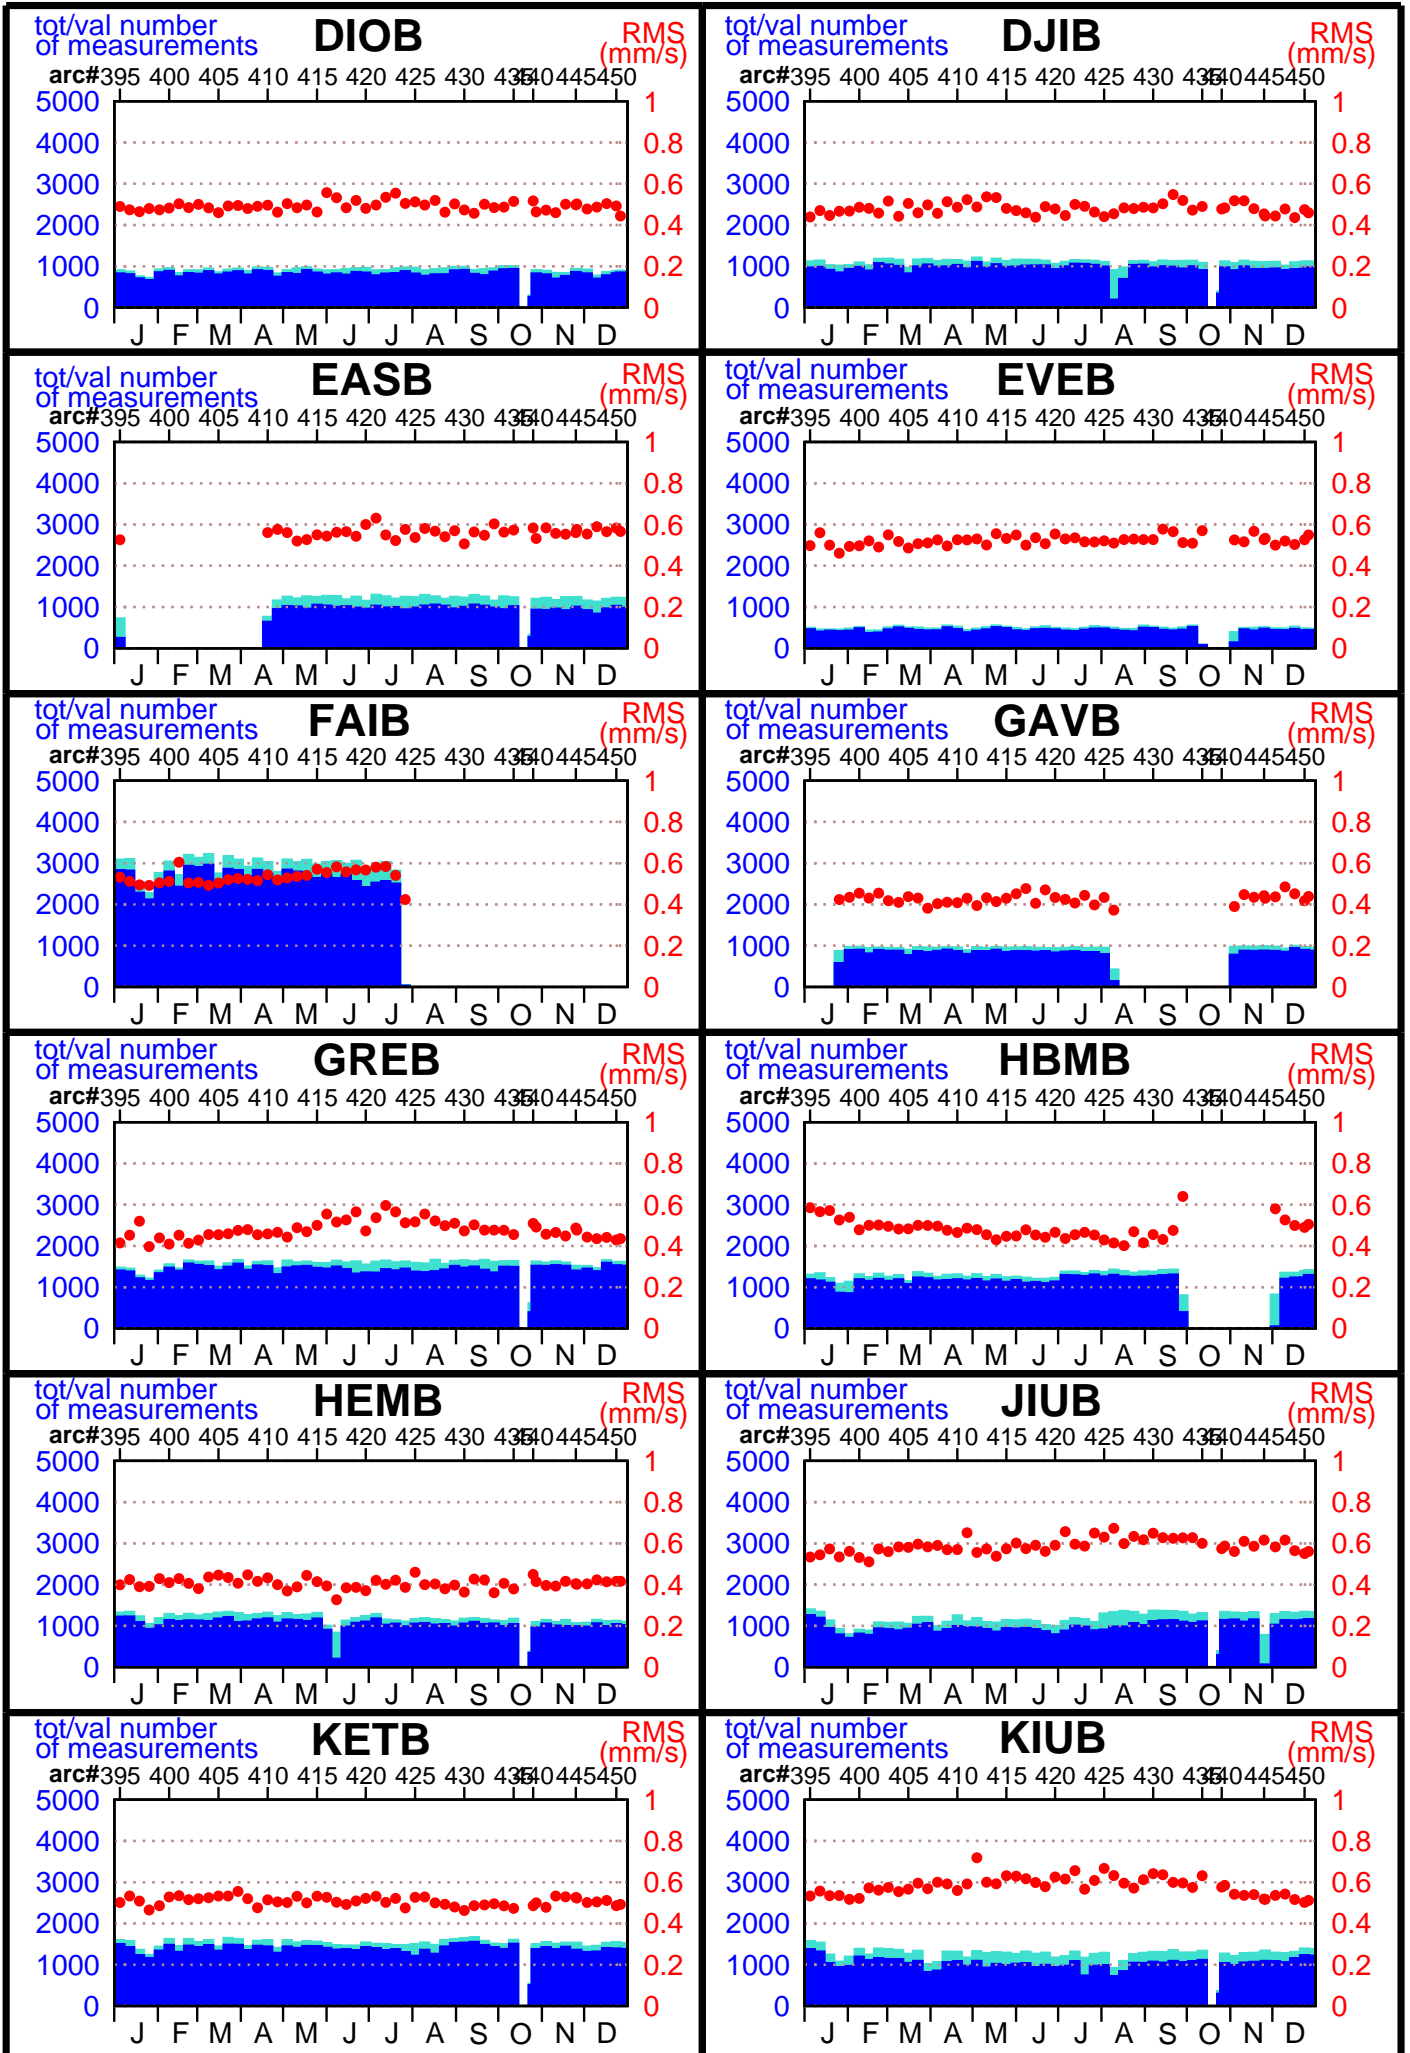 tot/val number
of measurements
DIOB
RMS
(mm/s)
arc#395 400 405 410 415 420 425 430 435 440 445 450
5000 1
4000 0.8
3000 0.6
2000 0.4
1000 0.2
0 0
J F M A M J J A S O N D
tot/val number
of measurements
DJIB
RMS
(mm/s)
arc#395 400 405 410 415 420 425 430 435 440 445 450
5000 1
4000 0.8
3000 0.6
2000 0.4
1000 0.2
0 0
J F M A M J J A S O N D
tot/val number
of measurements
EASB
RMS
(mm/s)
arc#395 400 405 410 415 420 425 430 435 440 445 450
5000 1
4000 0.8
3000 0.6
2000 0.4
1000 0.2
0 0
J F M A M J J A S O N D
tot/val number
of measurements
EVEB
RMS
(mm/s)
arc#395 400 405 410 415 420 425 430 435 440 445 450
5000 1
4000 0.8
3000 0.6
2000 0.4
1000 0.2
0 0
J F M A M J J A S O N D
tot/val number
of measurements
FAIB
RMS
(mm/s)
arc#395 400 405 410 415 420 425 430 435 440 445 450
5000 1
4000 0.8
3000 0.6
2000 0.4
1000 0.2
0 0
J F M A M J J A S O N D
tot/val number
of measurements
GAVB
RMS
(mm/s)
arc#395 400 405 410 415 420 425 430 435 440 445 450
5000 1
4000 0.8
3000 0.6
2000 0.4
1000 0.2
0 0
J F M A M J J A S O N D
tot/val number
of measurements
GREB
RMS
(mm/s)
arc#395 400 405 410 415 420 425 430 435 440 445 450
5000 1
4000 0.8
3000 0.6
2000 0.4
1000 0.2
0 0
J F M A M J J A S O N D
tot/val number
of measurements
HBMB
RMS
(mm/s)
arc#395 400 405 410 415 420 425 430 435 440 445 450
5000 1
4000 0.8
3000 0.6
2000 0.4
1000 0.2
0 0
J F M A M J J A S O N D
tot/val number
of measurements
HEMB
RMS
(mm/s)
arc#395 400 405 410 415 420 425 430 435 440 445 450
5000 1
4000 0.8
3000 0.6
2000 0.4
1000 0.2
0 0
J F M A M J J A S O N D
tot/val number
of measurements
JIUB
RMS
(mm/s)
arc#395 400 405 410 415 420 425 430 435 440 445 450
5000 1
4000 0.8
3000 0.6
2000 0.4
1000 0.2
0 0
J F M A M J J A S O N D
tot/val number
of measurements
KETB
RMS
(mm/s)
arc#395 400 405 410 415 420 425 430 435 440 445 450
5000 1
4000 0.8
3000 0.6
2000 0.4
1000 0.2
0 0
J F M A M J J A S O N D
tot/val number
of measurements
KIUB
RMS
(mm/s)
arc#395 400 405 410 415 420 425 430 435 440 445 450
5000 1
4000 0.8
3000 0.6
2000 0.4
1000 0.2
0 0
J F M A M J J A S O N D